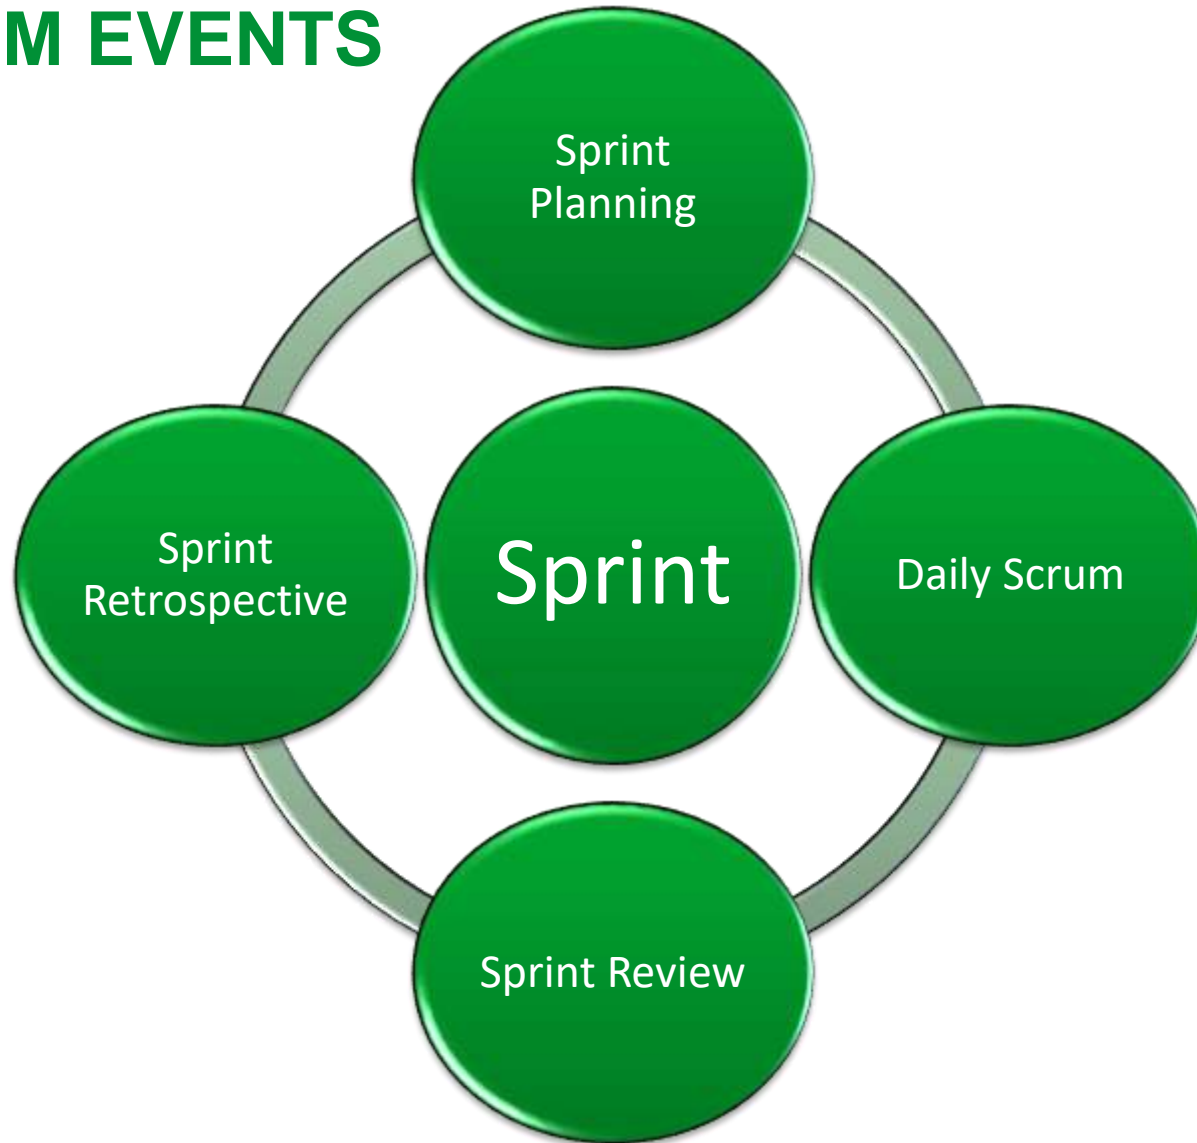 M EVENTS
Sprint
Planning
Sprint
Retrospective
Sprint
Daily Scrum
Sprint Review